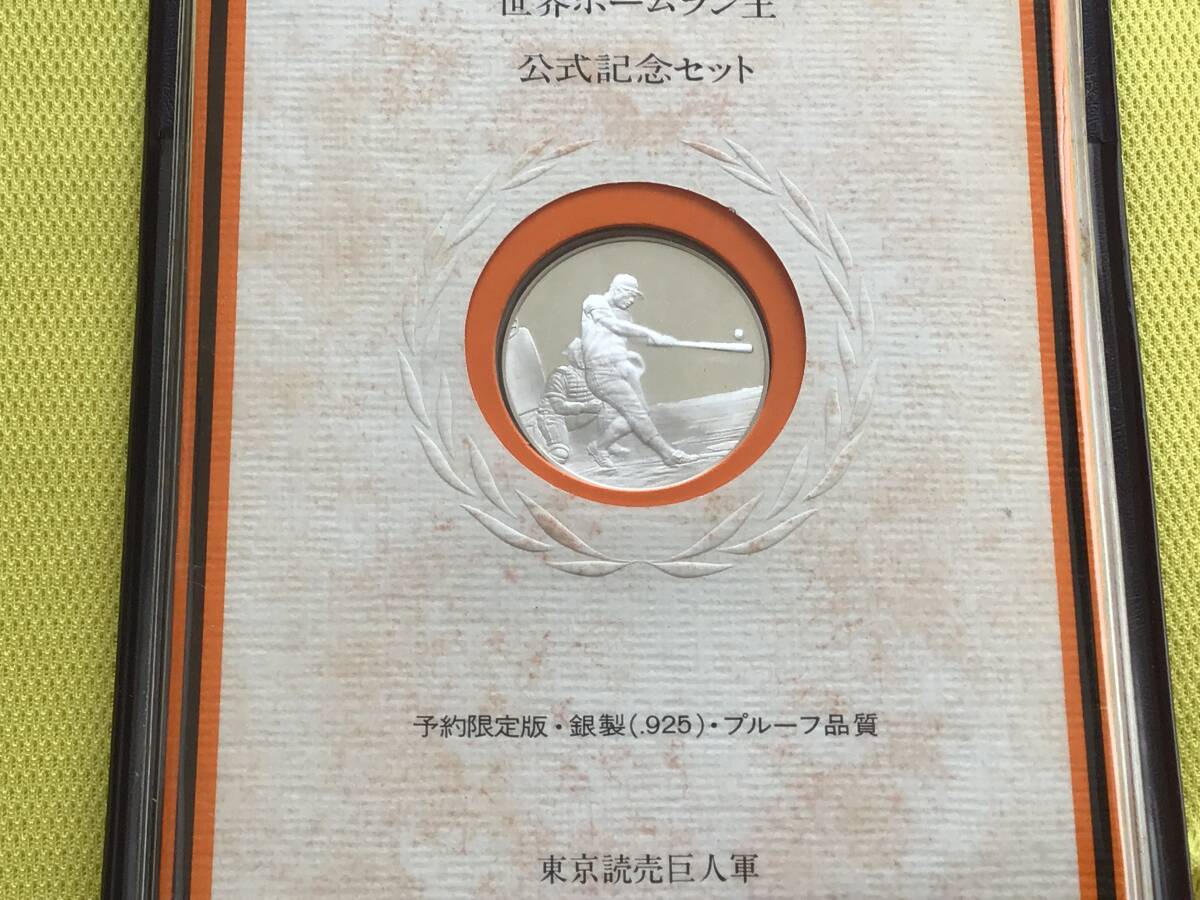 世界ホームラン王
公式記念セット
予約限定版・銀製(.925)・プルーフ品質
東京読売巨人軍